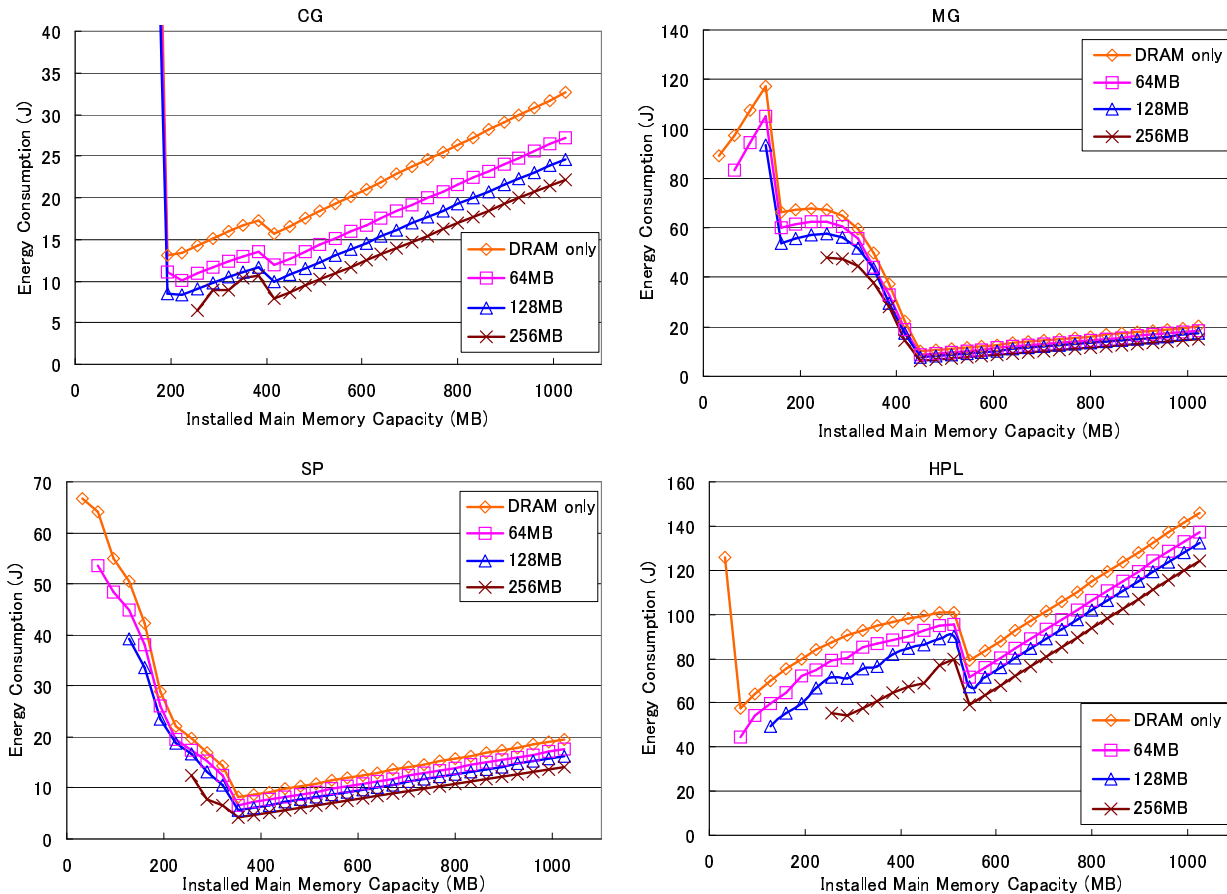 CG
40
35
30
25
20
15
10
5
0
0
200
400
600
800
1000
Energy Consumption (J)
Installed Main Memory Capacity (MB)
DRAM only
64MB
128MB
256MB
MG
140
120
100
80
60
40
20
0
0
200
400
600
800
1000
Energy Consumption (J)
Installed Main Memory Capacity (MB)
DRAM only
64MB
128MB
256MB
SP
70
60
50
40
30
20
10
0
0
200
400
600
800
1000
Energy Consumption (J)
Installed Main Memory Capacity (MB)
DRAM only
64MB
128MB
256MB
HPL
160
140
120
100
80
60
40
20
0
0
200
400
600
800
1000
Energy Consumption (J)
Installed Main Memory Capacity (MB)
DRAM only
64MB
128MB
256MB